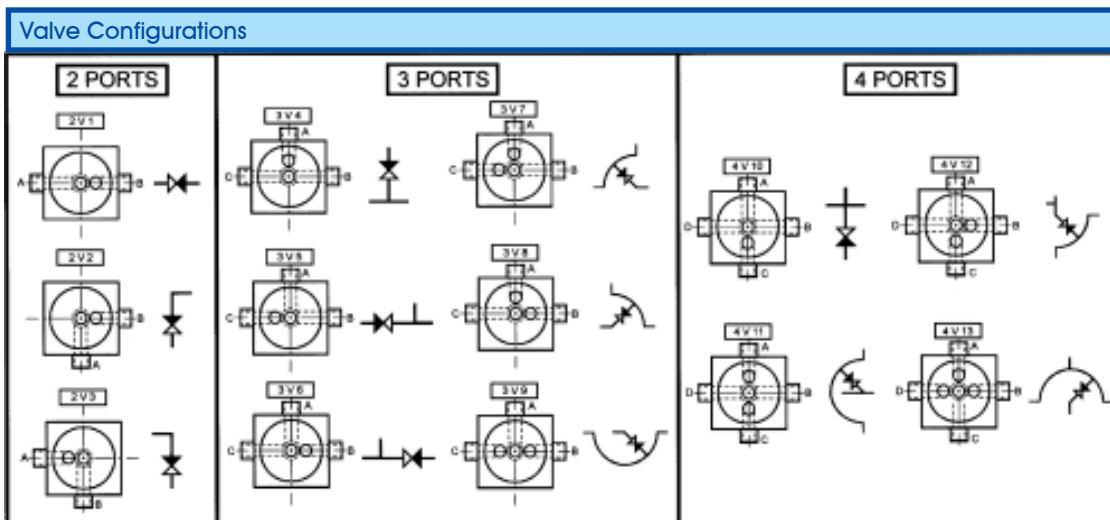 Valve Configurations
2 PORTS
2V1
A B
2V2
B
A
2V3
A
B
3 PORTS
3V4
A
C B
3V5
A
C B
3V6
A
C B
3V7
A
C B
3V8
A
C B
3V9
A
C B
4 PORTS
4V10
A
D B
C
4V11
A
D B
C
4V12
A
D B
C
4V13
A
D B
C